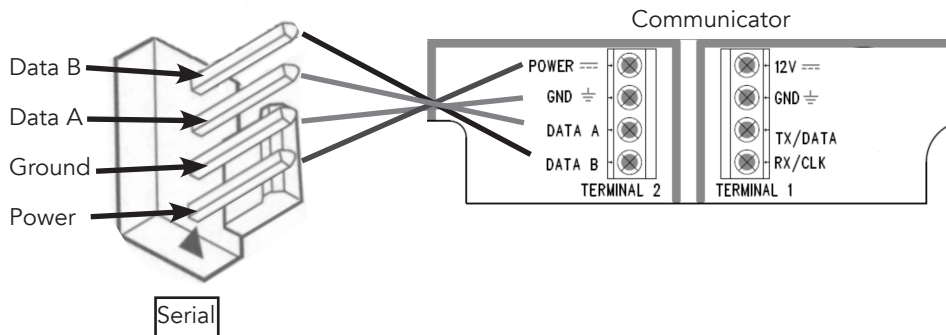 Communicator
Data B
Data A
Ground
Power
Serial
POWER
GND
DATA A
DATA B
TERMINAL 2
12V
GND
TX/DATA
RX/CLK
TERMINAL 1